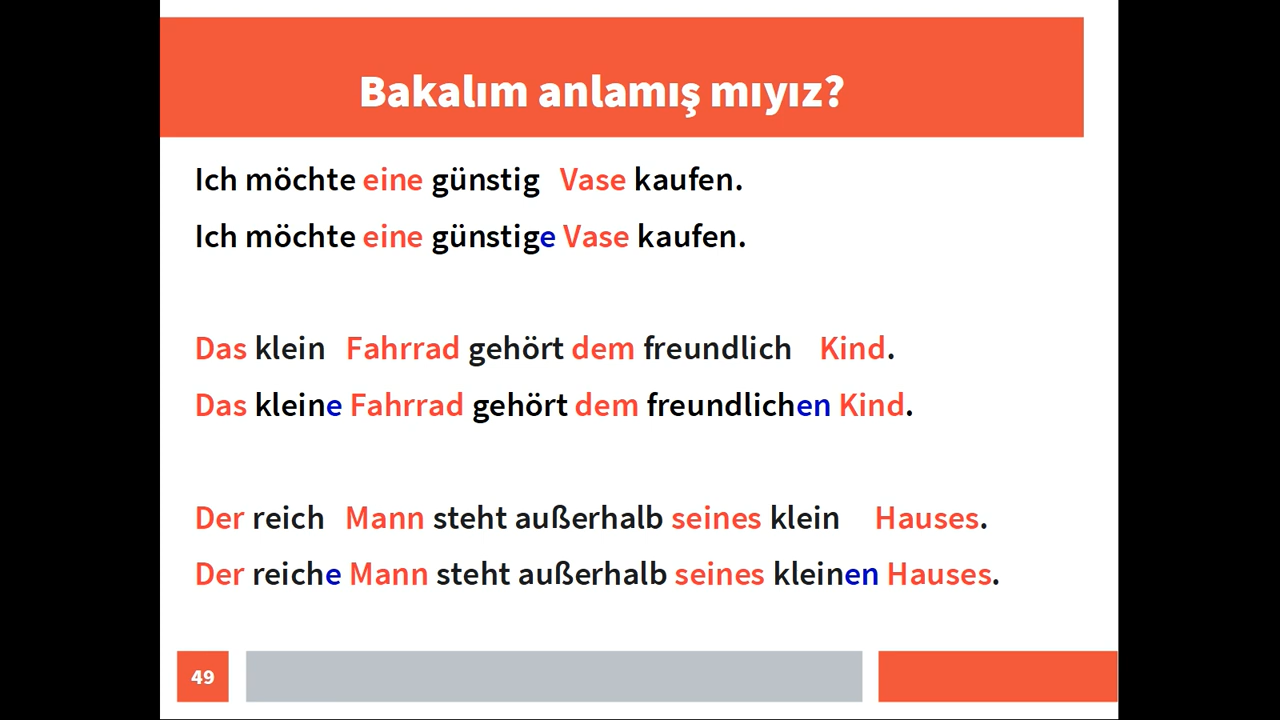 Bakalım anlamış mıyız?
Ich möchte eine günstig Vase kaufen.
Ich möchte eine günstige Vase kaufen.
Das klein Fahrrad gehört dem freundlich Kind.
Das kleine Fahrrad gehört dem freundlichen Kind.
Der reich Mann steht außerhalb seines klein Hauses.
Der reiche Mann steht außerhalb seines kleinen Hauses.
49